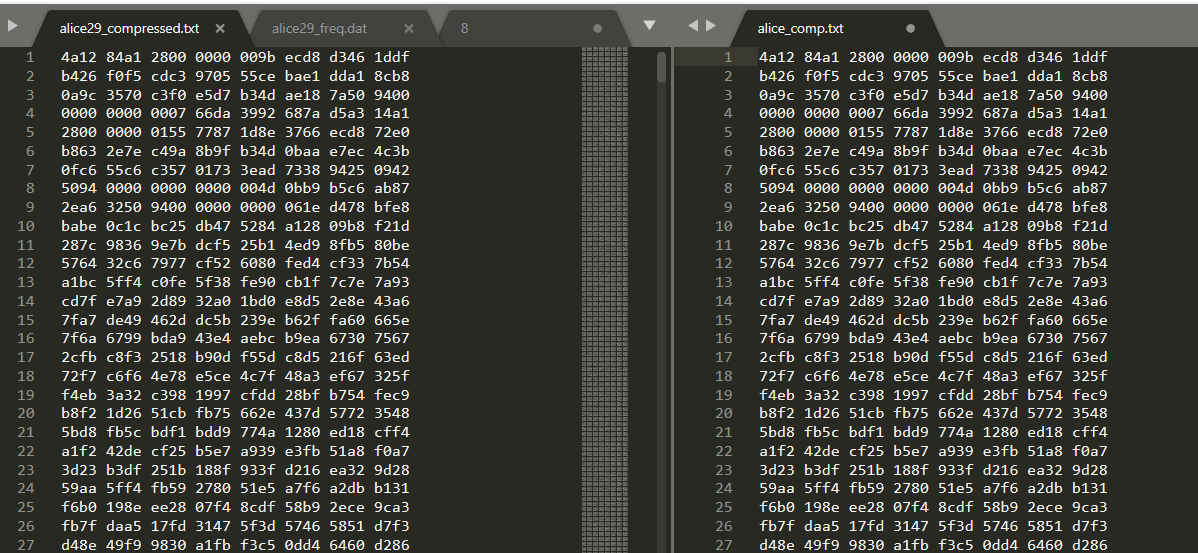 alice29_compressed.txt × alice29_freq.dat × 8
1 4a12 84a1 2800 0000 009b ecd8 d346 1ddf
2 b426 f0f5 cdc3 9705 55ce bae1 dda1 8cb8
3 0a9c 3570 c3f0 e5d7 b34d ae18 7a50 9400
4 0000 0000 0007 66da 3992 687a d5a3 14a1
5 2800 0000 0155 7787 1d8e 3766 ecd8 72e0
6 b863 2e7e c49a 8b9f b34d 0baa e7ec 4c3b
7 0fc6 55c6 c357 0173 3ead 7338 9425 0942
8 5094 0000 0000 0000 004d 0bb9 b5c6 ab87
9 2ea6 3250 9400 0000 0000 061e d478 bfe8
10 babe 0c1c bc25 db47 5284 a128 09b8 f21d
11 287c 9836 9e7b dcf5 25b1 4ed9 8fb5 80be
12 5764 32c6 7977 cf52 6080 fed4 cf33 7b54
13 a1bc 5ff4 c0fe 5f38 fe90 cb1f 7c7e 7a93
14 cd7f e7a9 2d89 32a0 1bd0 e8d5 2e8e 43a6
15 7fa7 de49 462d dc5b 239e b62f fa60 665e
16 7f6a 6799 bda9 43e4 aebc b9ea 6730 7567
17 2cfb c8f3 2518 b90d f55d c8d5 216f 63ed
18 72f7 c6f6 4e78 e5ce 4c7f 48a3 ef67 325f
19 f4eb 3a32 c398 1997 cfdd 28bf b754 fec9
20 b8f2 1d26 51cb fb75 662e 437d 5772 3548
21 5bd8 fb5c bdf1 bdd9 774a 1280 ed18 cff4
22 a1f2 42de cf25 b5e7 a939 e3fb 51a8 f0a7
23 3d23 b3df 251b 188f 933f d216 ea32 9d28
24 59aa 5ff4 fb59 2780 51e5 a7f6 a2db b131
25 f6b0 198e ee28 07f4 8cdf 58b9 2ece 9ca3
26 fb7f daa5 17fd 3147 5f3d 5746 5851 d7f3
27 d48e 49f9 9830 a1fb f3c5 0dd4 6460 d286
alice_comp.txt
1 4a12 84a1 2800 0000 009b ecd8 d346 1ddf
2 b426 f0f5 cdc3 9705 55ce bae1 dda1 8cb8
3 0a9c 3570 c3f0 e5d7 b34d ae18 7a50 9400
4 0000 0000 0007 66da 3992 687a d5a3 14a1
5 2800 0000 0155 7787 1d8e 3766 ecd8 72e0
6 b863 2e7e c49a 8b9f b34d 0baa e7ec 4c3b
7 0fc6 55c6 c357 0173 3ead 7338 9425 0942
8 5094 0000 0000 0000 004d 0bb9 b5c6 ab87
9 2ea6 3250 9400 0000 0000 061e d478 bfe8
10 babe 0c1c bc25 db47 5284 a128 09b8 f21d
11 287c 9836 9e7b dcf5 25b1 4ed9 8fb5 80be
12 5764 32c6 7977 cf52 6080 fed4 cf33 7b54
13 a1bc 5ff4 c0fe 5f38 fe90 cb1f 7c7e 7a93
14 cd7f e7a9 2d89 32a0 1bd0 e8d5 2e8e 43a6
15 7fa7 de49 462d dc5b 239e b62f fa60 665e
16 7f6a 6799 bda9 43e4 aebc b9ea 6730 7567
17 2cfb c8f3 2518 b90d f55d c8d5 216f 63ed
18 72f7 c6f6 4e78 e5ce 4c7f 48a3 ef67 325f
19 f4eb 3a32 c398 1997 cfdd 28bf b754 fec9
20 b8f2 1d26 51cb fb75 662e 437d 5772 3548
21 5bd8 fb5c bdf1 bdd9 774a 1280 ed18 cff4
22 a1f2 42de cf25 b5e7 a939 e3fb 51a8 f0a7
23 3d23 b3df 251b 188f 933f d216 ea32 9d28
24 59aa 5ff4 fb59 2780 51e5 a7f6 a2db b131
25 f6b0 198e ee28 07f4 8cdf 58b9 2ece 9ca3
26 fb7f daa5 17fd 3147 5f3d 5746 5851 d7f3
27 d48e 49f9 9830 a1fb f3c5 0dd4 6460 d286